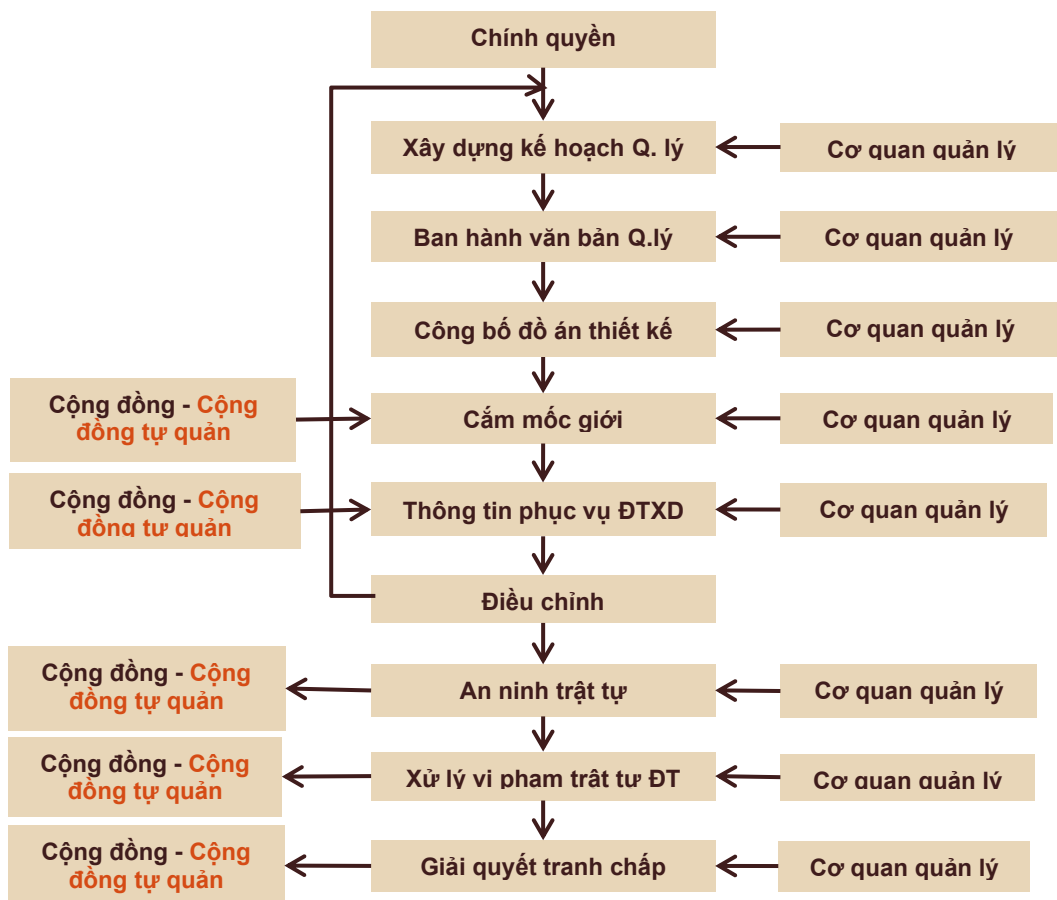 Chính quyền
Xây dựng kế hoạch Q. lý
Cơ quan quản lý
Ban hành văn bản Q.lý
Cơ quan quản lý
Công bố đồ án thiết kế
Cơ quan quản lý
Cộng đồng - Cộng
đồng tự quản
Cắm mốc giới
Cơ quan quản lý
Cộng đồng - Cộng
đồng tự quản
Thông tin phục vụ ĐTXD
Cơ quan quản lý
Điều chỉnh
Cộng đồng - Cộng
đồng tự quản
An ninh trật tự
Cơ quan quản lý
Cộng đồng - Cộng
đồng tự quản
Xử lý vi phạm trật tự ĐT
Cơ quan quản lý
Cộng đồng - Cộng
đồng tự quản
Giải quyết tranh chấp
Cơ quan quản lý